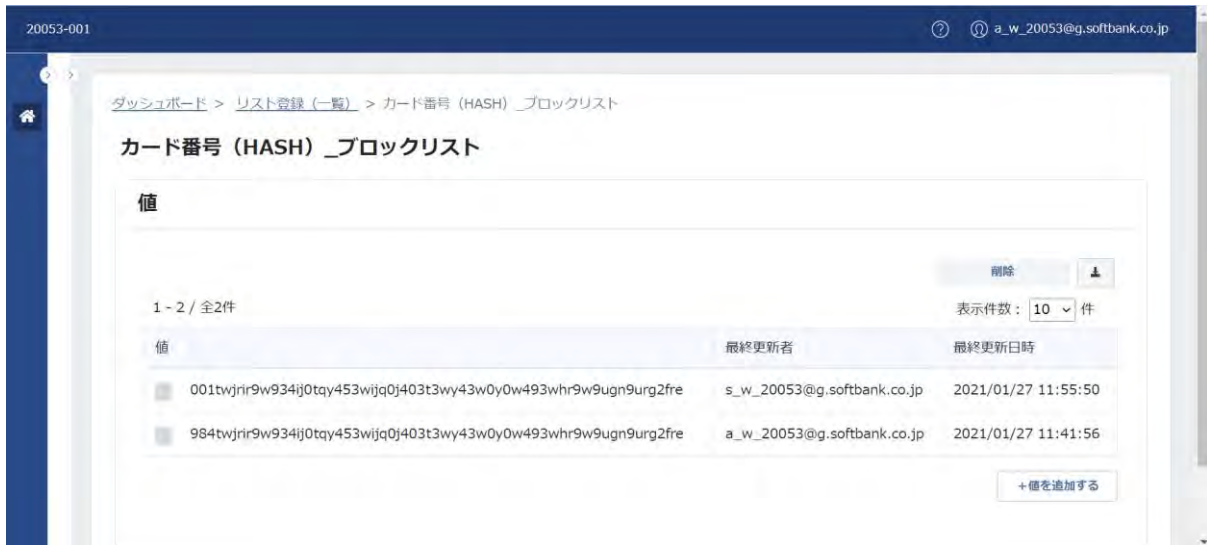 20053-001
a_w_20053@g.softbank.co.jp
ダッシュボード > リスト登録（一覧） > カード番号（HASH）_ブロックリスト
カード番号（HASH）_ブロックリスト
値
削除
1 - 2 / 全2件
表示件数： 10 件
値 最終更新者 最終更新日時
001twjrir9w934ij0tqy453wijq0j403t3wy43w0y0w493whr9w9ugn9urg2fre s_w_20053@g.softbank.co.jp 2021/01/27 11:55:50
984twjrir9w934ij0tqy453wijq0j403t3wy43w0y0w493whr9w9ugn9urg2fre a_w_20053@g.softbank.co.jp 2021/01/27 11:41:56
+値を追加する